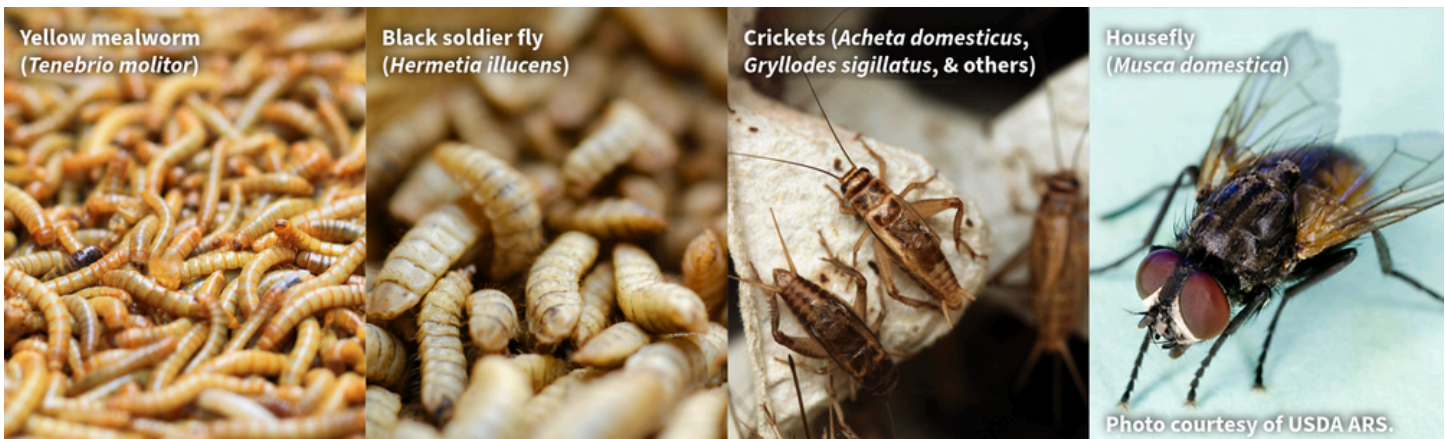 Yellow mealworm
(Tenebrio molitor)
Black soldier fly
(Hermetia illucens)
Crickets (Acheta domesticus,
Gryllodes sigillatus, & others)
Housefly
(Musca domestica)
Photo courtesy of USDA ARS.